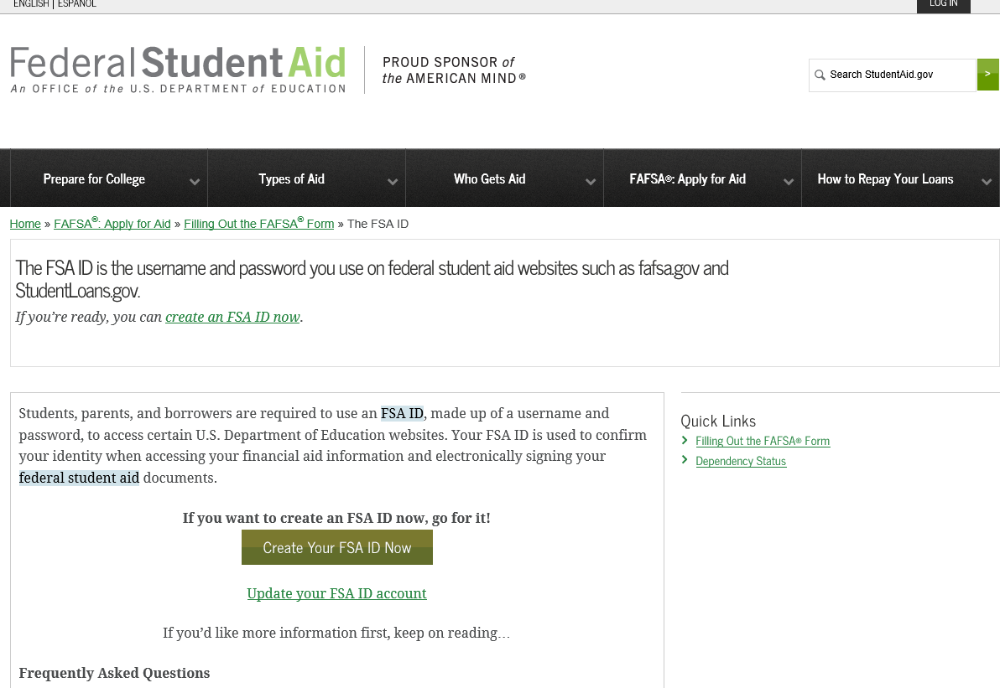 ENGLISH | ESPAÑOL
LOG IN
Federal Student Aid
An OFFICE of the U.S. DEPARTMENT of EDUCATION
PROUD SPONSOR of
the AMERICAN MIND®
Search StudentAid.gov
>
Prepare for College
Types of Aid
Who Gets Aid
FAFSA®: Apply for Aid
How to Repay Your Loans
Home » FAFSA®: Apply for Aid » Filling Out the FAFSA® Form » The FSA ID
The FSA ID is the username and password you use on federal student aid websites such as fafsa.gov and
StudentLoans.gov.
If you’re ready, you can create an FSA ID now.
Students, parents, and borrowers are required to use an FSA ID, made up of a username and
password, to access certain U.S. Department of Education websites. Your FSA ID is used to confirm
your identity when accessing your financial aid information and electronically signing your
federal student aid documents.
If you want to create an FSA ID now, go for it!
Create Your FSA ID Now
Update your FSA ID account
If you’d like more information first, keep on reading…
Frequently Asked Questions
Quick Links
Filling Out the FAFSA® Form
Dependency Status